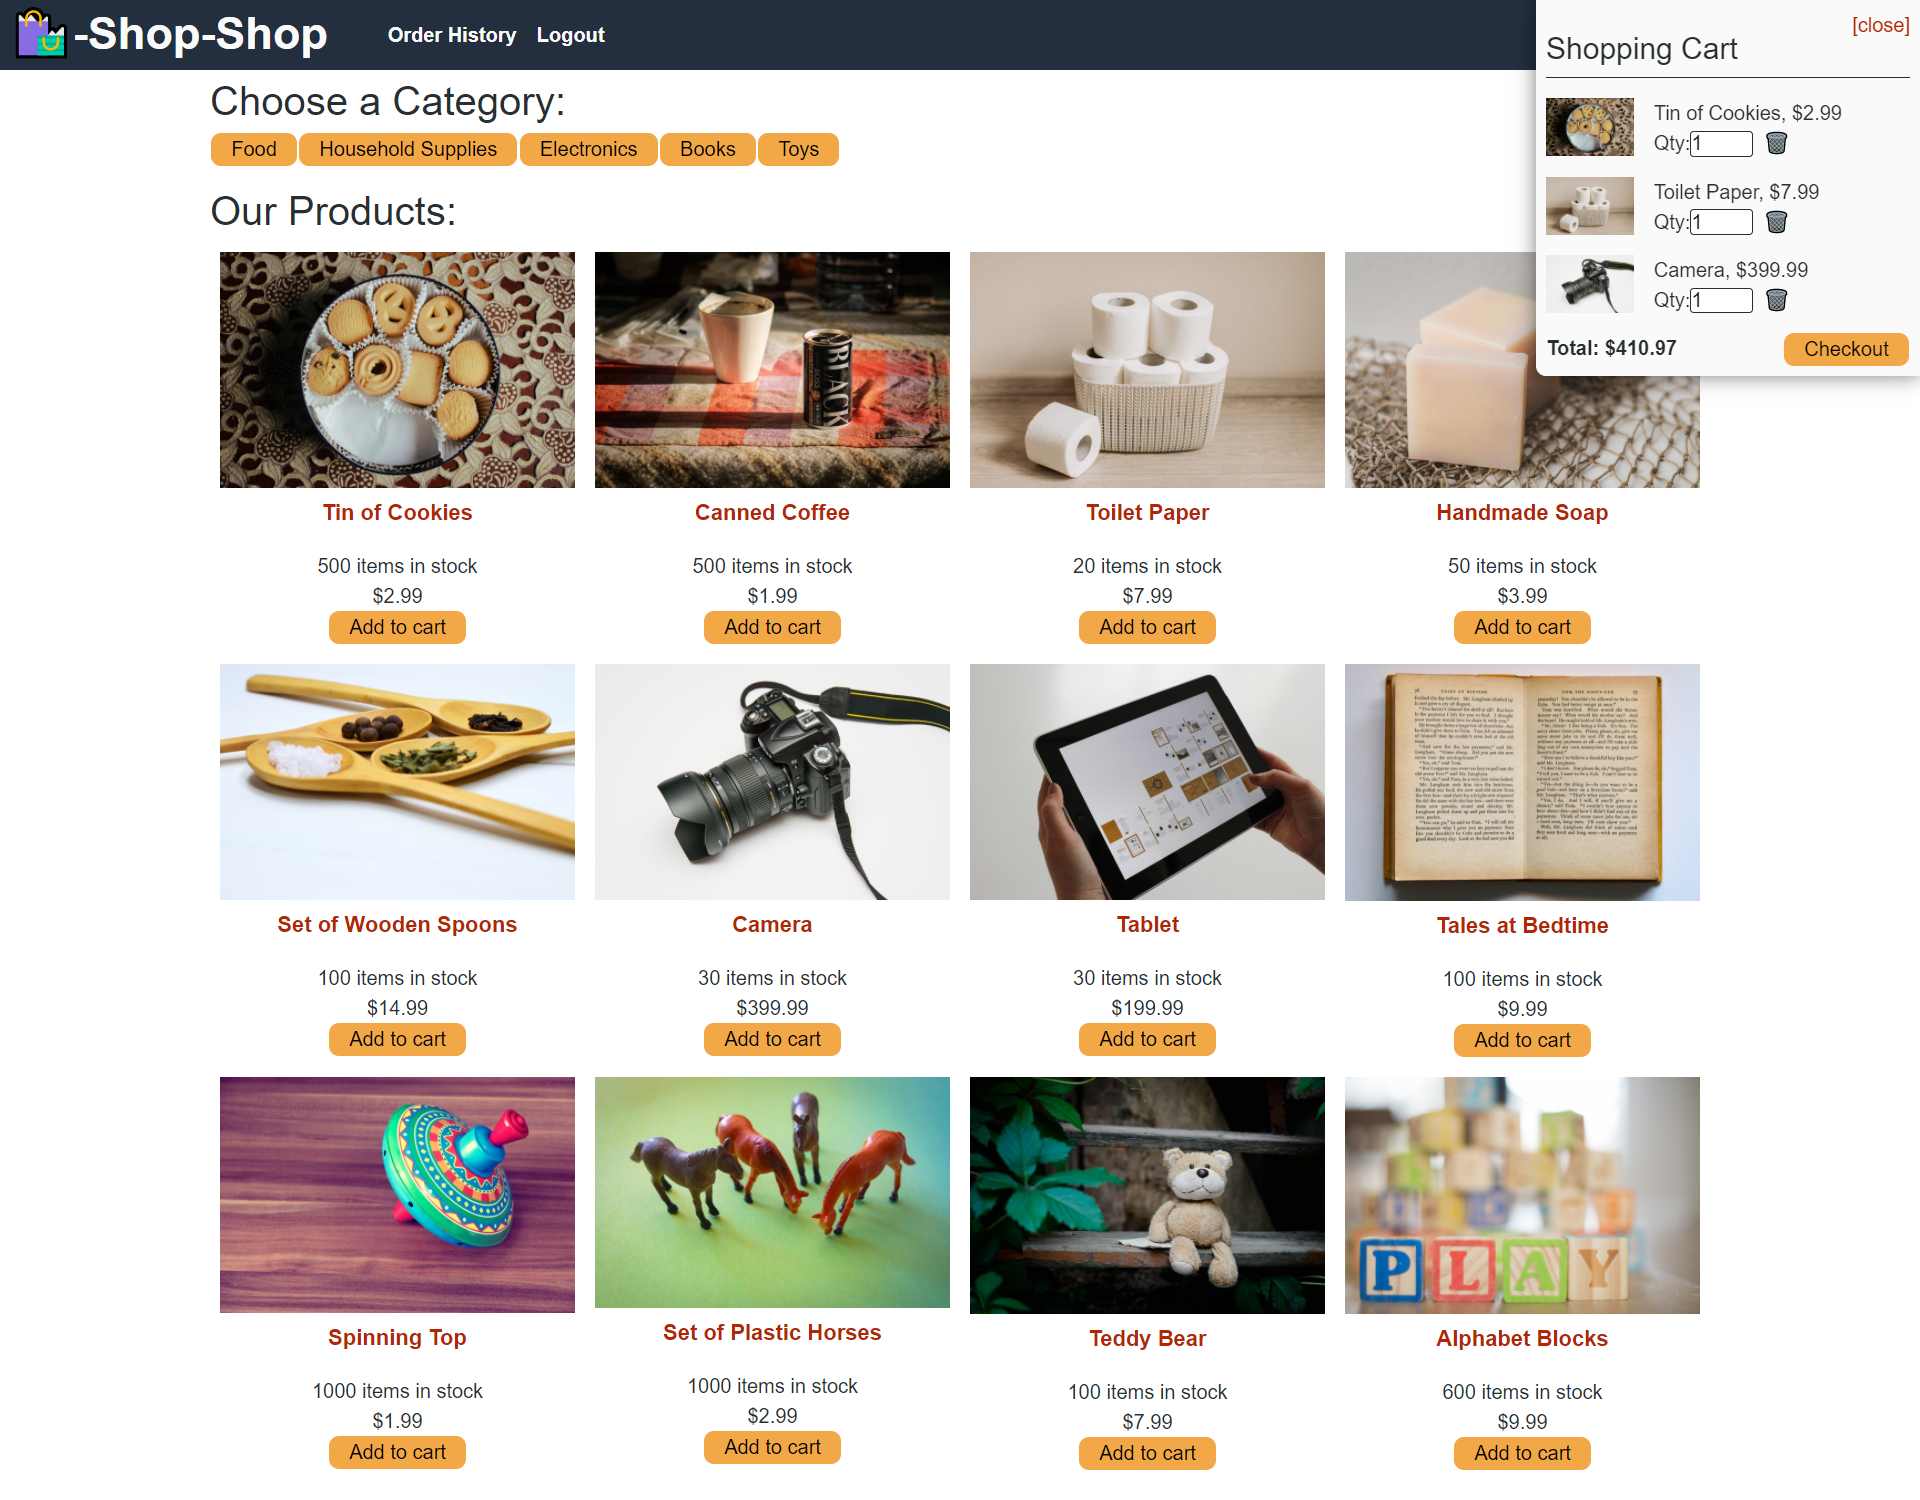 -Shop-Shop
Order History Logout
[close]
Shopping Cart
Tin of Cookies, $2.99
Qty: 1
Toilet Paper, $7.99
Qty: 1
Camera, $399.99
Qty: 1
Total: $410.97 Checkout
Choose a Category:
Food Household Supplies Electronics Books Toys
Our Products:
BLACK
Tin of Cookies Canned Coffee Toilet Paper Handmade Soap
500 items in stock 500 items in stock 20 items in stock 50 items in stock
$2.99 $1.99 $7.99 $3.99
Add to cart Add to cart Add to cart Add to cart
Set of Wooden Spoons Camera Tablet Tales at Bedtime
100 items in stock 30 items in stock 30 items in stock 100 items in stock
$14.99 $399.99 $199.99 $9.99
Add to cart Add to cart Add to cart Add to cart
PLAY
Spinning Top Set of Plastic Horses Teddy Bear Alphabet Blocks
1000 items in stock 1000 items in stock 100 items in stock 600 items in stock
$1.99 $2.99 $7.99 $9.99
Add to cart Add to cart Add to cart Add to cart